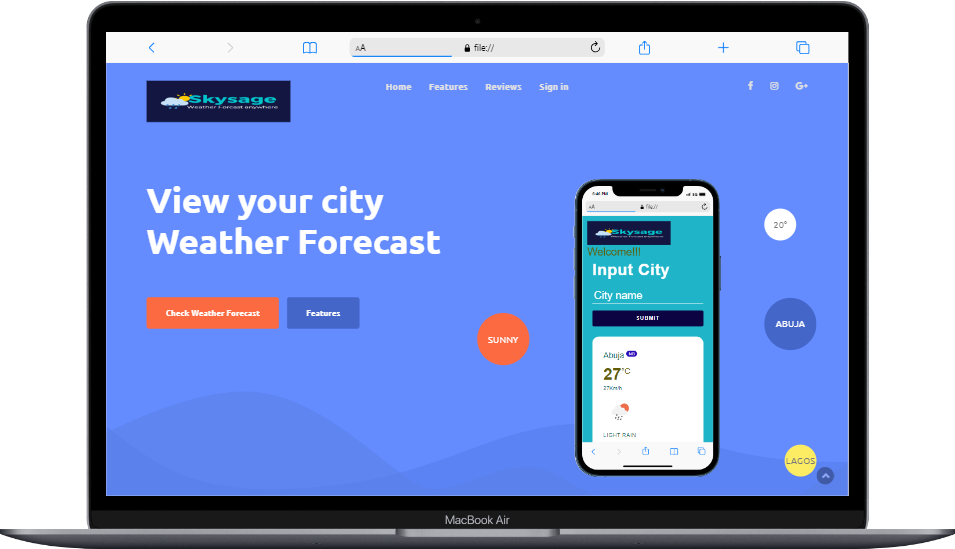 AA file://
Skysage
Weather Forcast anywhere
Home Features Reviews Sign in
View your city
Weather Forecast
Check Weather Forecast Features
SUNNY
AA file://
Skysage
Welcome!!!
Input City
City name
SUBMIT
Abuja
27°C
27Km/h
LIGHT RAIN
20°
ABUJA
LAGOS
MacBook Air